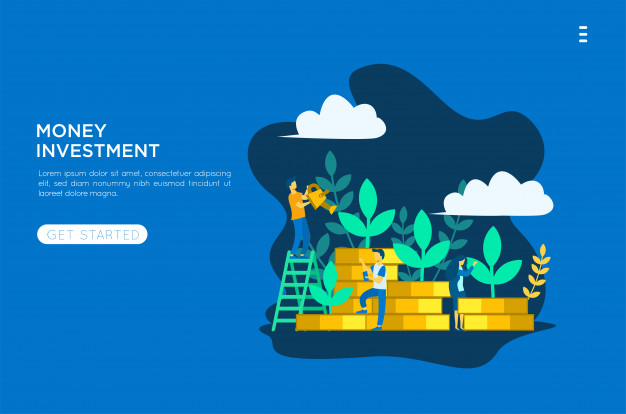 MONEY
INVESTMENT
Lorem ipsum dolor sit amet, consectetuer adipiscing
elit, sed diam nonummy nibh euismod tincidunt ut
laoreet dolore magna.
GET STARTED